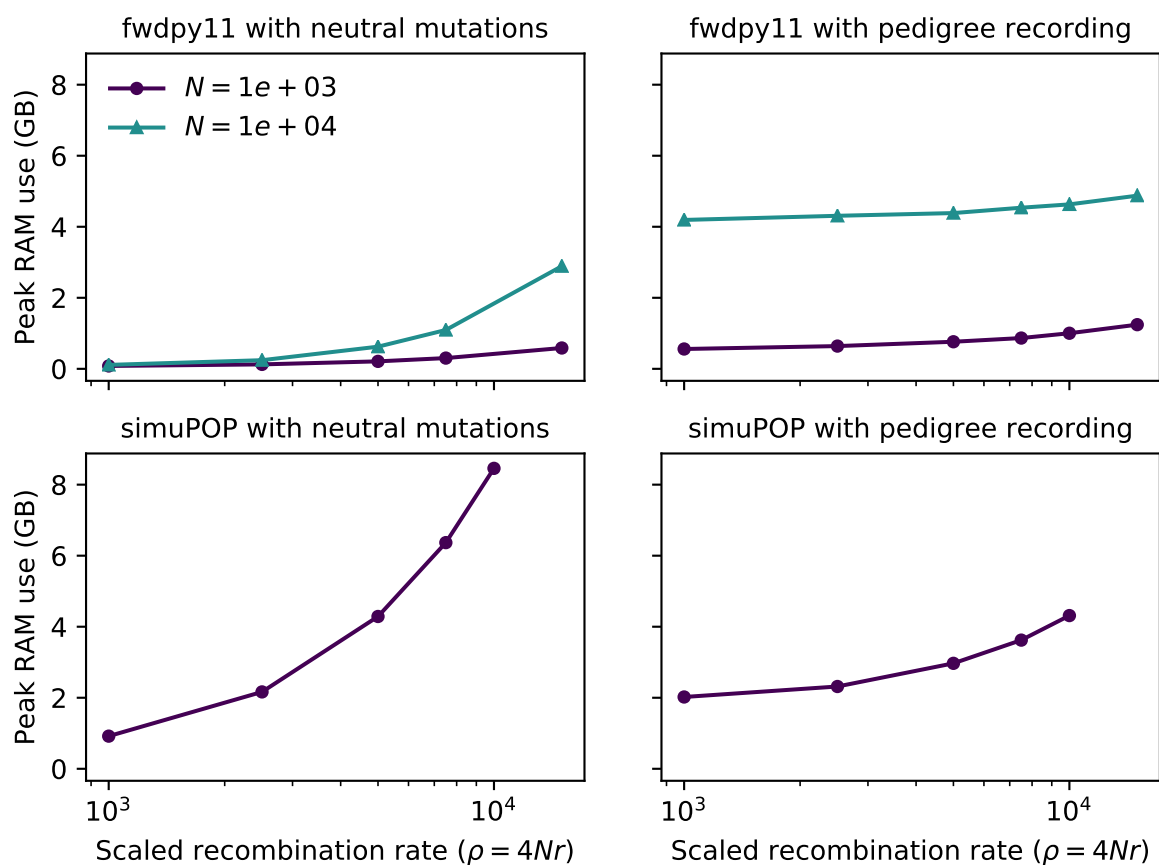 fwdpy11 with neutral mutations
fwdpy11 with pedigree recording
Peak RAM use (GB)
8
6
4
2
0
N = 1e + 03
N = 1e + 04
simuPOP with neutral mutations
simuPOP with pedigree recording
Peak RAM use (GB)
8
6
4
2
0
10³
10⁴
10³
10⁴
Scaled recombination rate (ρ = 4Nr)
Scaled recombination rate (ρ = 4Nr)